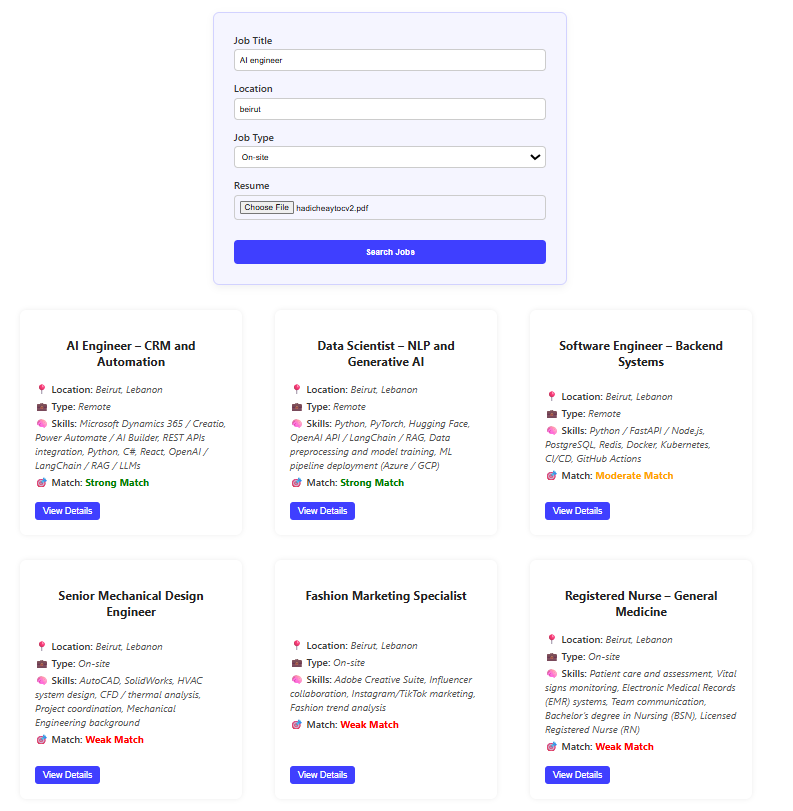 Job Title
AI engineer
Location
beirut
Job Type
On-site
Resume
Choose File hadicheaytocv2.pdf
Search Jobs
AI Engineer – CRM and
Automation
Location: Beirut, Lebanon
Type: Remote
Skills: Microsoft Dynamics 365 / Creatio,
Power Automate / AI Builder, REST APIs
integration, Python, C#, React, OpenAI /
LangChain / RAG / LLMs
Match: Strong Match
View Details
Data Scientist – NLP and
Generative AI
Location: Beirut, Lebanon
Type: Remote
Skills: Python, PyTorch, Hugging Face,
OpenAI API / LangChain / RAG, Data
preprocessing and model training, ML
pipeline deployment (Azure / GCP)
Match: Strong Match
View Details
Software Engineer – Backend
Systems
Location: Beirut, Lebanon
Type: Remote
Skills: Python / FastAPI / Node.js,
PostgreSQL, Redis, Docker, Kubernetes,
CI/CD, GitHub Actions
Match: Moderate Match
View Details
Senior Mechanical Design
Engineer
Location: Beirut, Lebanon
Type: On-site
Skills: AutoCAD, SolidWorks, HVAC
system design, CFD / thermal analysis,
Project coordination, Mechanical
Engineering background
Match: Weak Match
View Details
Fashion Marketing Specialist
Location: Beirut, Lebanon
Type: On-site
Skills: Adobe Creative Suite, Influencer
collaboration, Instagram/TikTok marketing,
Fashion trend analysis
Match: Weak Match
View Details
Registered Nurse – General
Medicine
Location: Beirut, Lebanon
Type: On-site
Skills: Patient care and assessment, Vital
signs monitoring, Electronic Medical Records
(EMR) systems, Team communication,
Bachelor's degree in Nursing (BSN), Licensed
Registered Nurse (RN)
Match: Weak Match
View Details